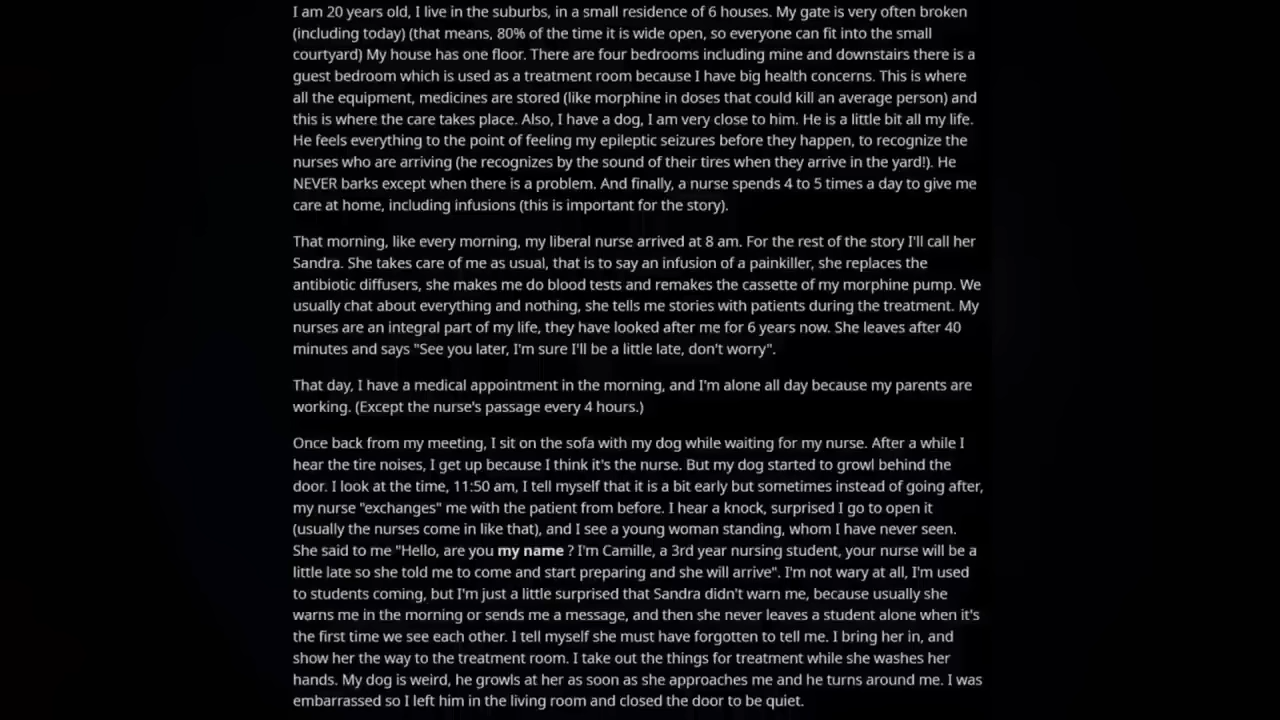 I am 20 years old, I live in the suburbs, in a small residence of 6 houses. My gate is very often broken
(including today) (that means, 80% of the time it is wide open, so everyone can fit into the small
courtyard) My house has one floor. There are four bedrooms including mine and downstairs there is a
guest bedroom which is used as a treatment room because I have big health concerns. This is where
all the equipment, medicines are stored (like morphine in doses that could kill an average person) and
this is where the care takes place. Also, I have a dog, I am very close to him. He is a little bit all my life.
He feels everything to the point of feeling my epileptic seizures before they happen, to recognize the
nurses who are arriving (he recognizes by the sound of their tires when they arrive in the yard!). He
NEVER barks except when there is a problem. And finally, a nurse spends 4 to 5 times a day to give me
care at home, including infusions (this is important for the story).
That morning, like every morning, my liberal nurse arrived at 8 am. For the rest of the story I'll call her
Sandra. She takes care of me as usual, that is to say an infusion of a painkiller, she replaces the
antibiotic diffusers, she makes me do blood tests and remakes the cassette of my morphine pump. We
usually chat about everything and nothing, she tells me stories with patients during the treatment. My
nurses are an integral part of my life, they have looked after me for 6 years now. She leaves after 40
minutes and says "See you later, I'm sure I'll be a little late, don't worry".
That day, I have a medical appointment in the morning, and I'm alone all day because my parents are
working. (Except the nurse's passage every 4 hours.)
Once back from my meeting, I sit on the sofa with my dog while waiting for my nurse. After a while I
hear the tire noises, I get up because I think it's the nurse. But my dog started to growl behind the
door. I look at the time, 11:50 am, I tell myself that it is a bit early but sometimes instead of going after,
my nurse "exchanges" me with the patient from before. I hear a knock, surprised I go to open it
(usually the nurses come in like that), and I see a young woman standing, whom I have never seen.
She said to me "Hello, are you my name ? I'm Camille, a 3rd year nursing student, your nurse will be a
little late so she told me to come and start preparing and she will arrive". I'm not wary at all, I'm used
to students coming, but I'm just a little surprised that Sandra didn't warn me, because usually she
warns me in the morning or sends me a message, and then she never leaves a student alone when it's
the first time we see each other. I tell myself she must have forgotten to tell me. I bring her in, and
show her the way to the treatment room. I take out the things for treatment while she washes her
hands. My dog is weird, he growls at her as soon as she approaches me and he turns around me. I was
embarrassed so I left him in the living room and closed the door to be quiet.